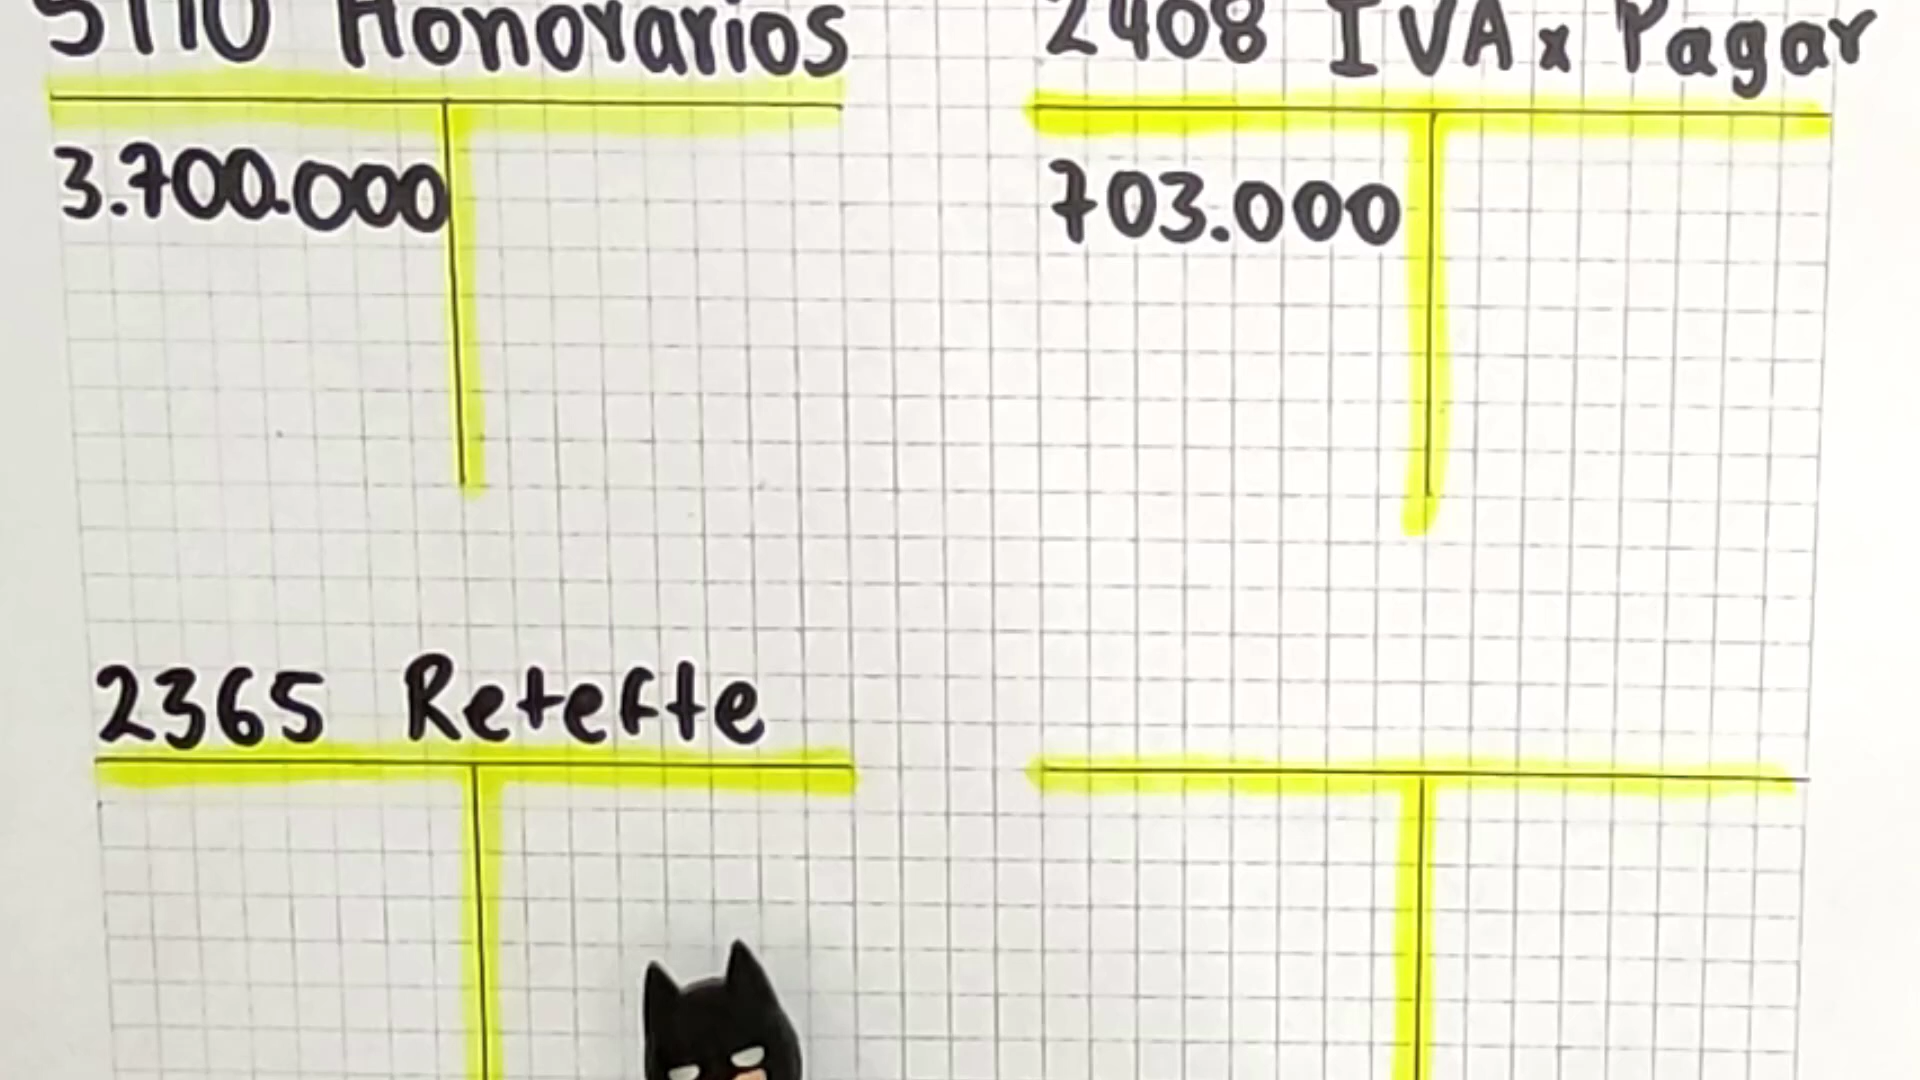 5110 Honorarios
2408 IVA x Pagar
3.700.000
703.000
2365 Retefte